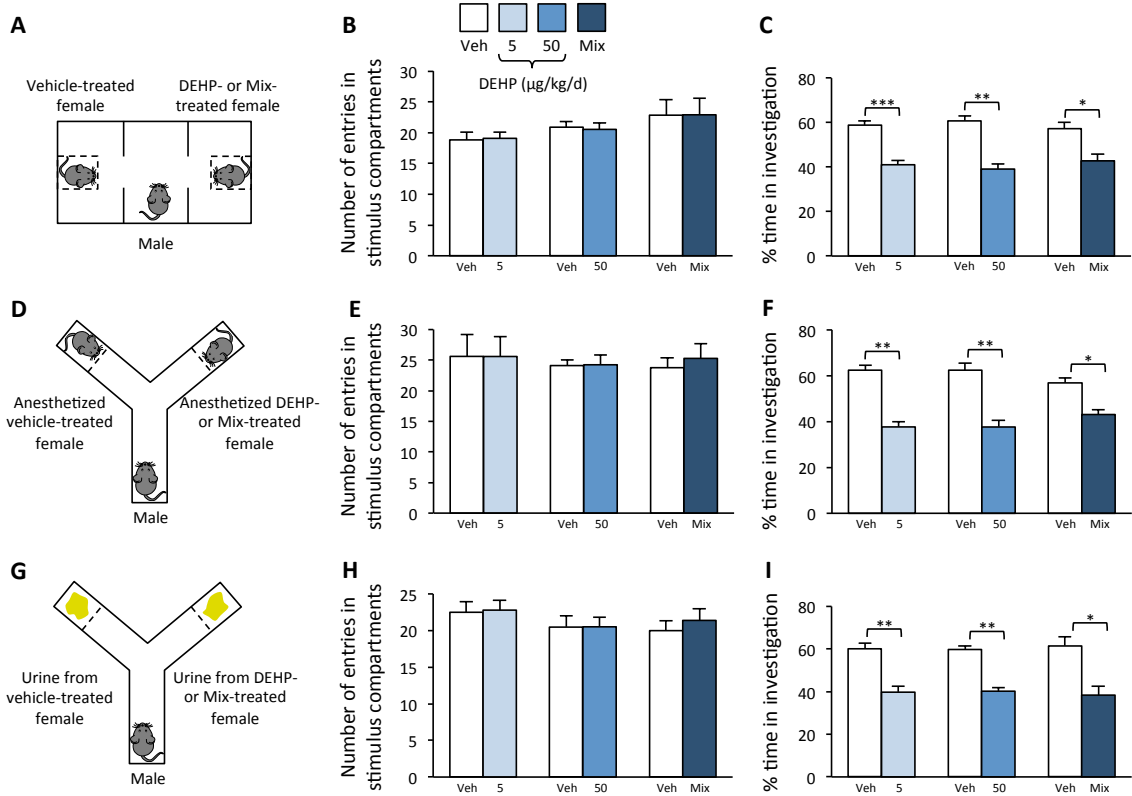 A
Vehicle-treated
female
DEHP- or Mix-
treated female
Male
B
Veh
5
50
Mix
DEHP (µg/kg/d)
Number of entries in
stimulus compartments
30
25
20
15
10
5
0
Veh 5 Veh 50 Veh Mix
C
% time in investigation
80
60
40
20
0
*** ** *
Veh 5 Veh 50 Veh Mix
D
Anesthetized
vehicle-treated
female
Anesthetized DEHP-
or Mix-treated
female
Male
E
Number of entries in
stimulus compartments
30
25
20
15
10
5
0
Veh 5 Veh 50 Veh Mix
F
% time in investigation
80
60
40
20
0
** ** *
Veh 5 Veh 50 Veh Mix
G
Urine from
vehicle-treated
female
Urine from DEHP-
or Mix-treated
female
Male
H
Number of entries in
stimulus compartments
25
20
15
10
5
0
Veh 5 Veh 50 Veh Mix
I
% time in investigation
80
60
40
20
0
** ** *
Veh 5 Veh 50 Veh Mix